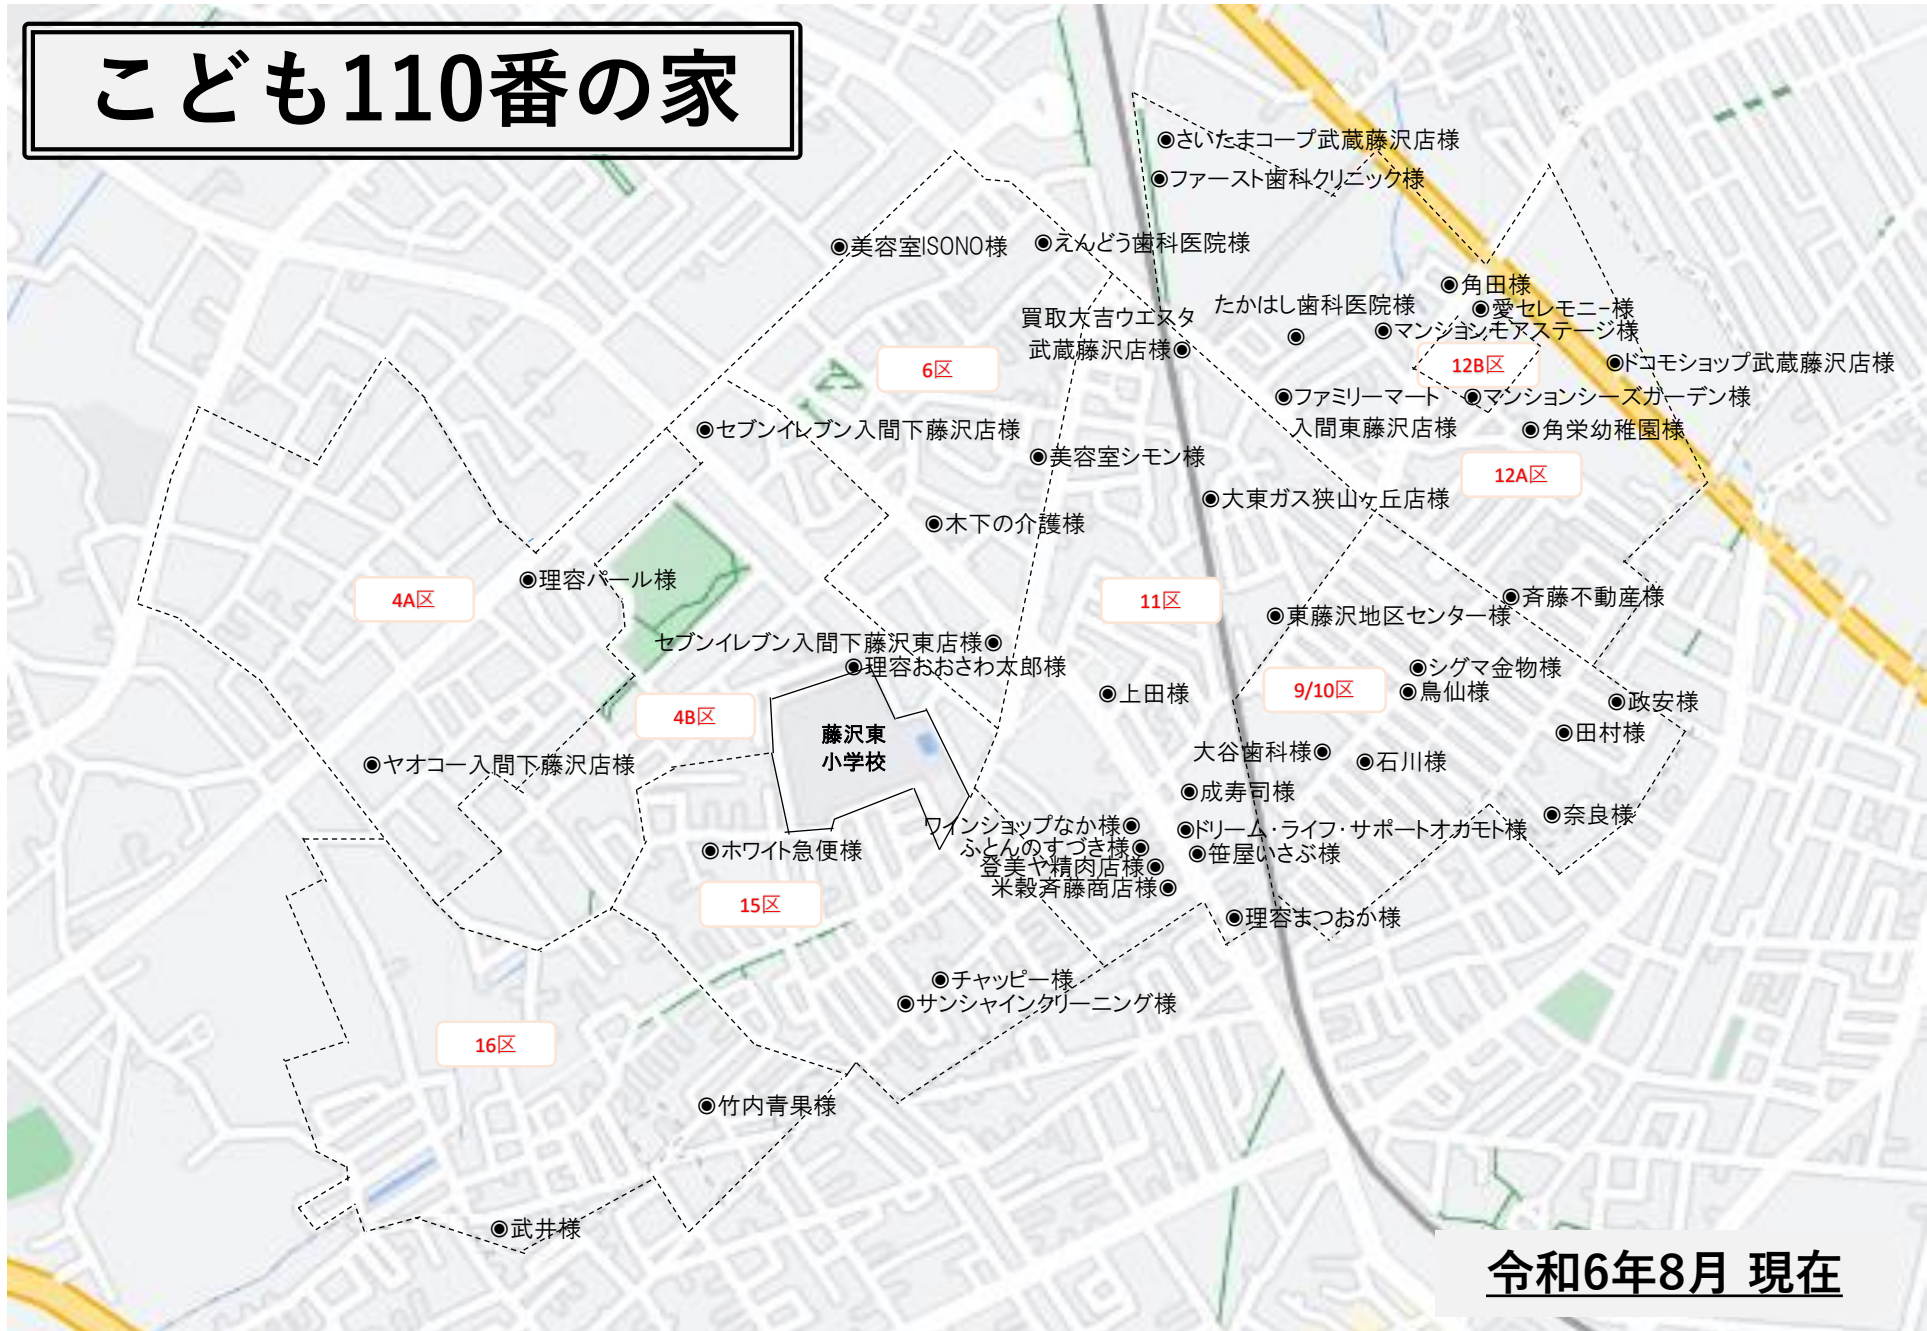 こども110番の家
◉さいたまコープ武蔵藤沢店様
◉ファースト歯科クリニック様
◉美容室ISONO様
◉えんどう歯科医院様
◉角田様
たかはし歯科医院様
◉
◉愛セレモニー様
買取大吉ウエスタ
武蔵藤沢店様◉
◉マンションモアステージ様
6区
12B区
◉ドコモショップ武蔵藤沢店様
◉ファミリーマート
入間東藤沢店様
◉マンションシーズガーデン様
◉セブンイレブン入間下藤沢店様
◉角栄幼稚園様
◉美容室シモン様
12A区
◉大東ガス狭山ヶ丘店様
◉木下の介護様
◉理容パール様
4A区
11区
◉斉藤不動産様
◉東藤沢地区センター様
セブンイレブン入間下藤沢東店様◉
◉理容おおさわ太郎様
◉シグマ金物様
9/10区
◉鳥仙様
◉上田様
◉政安様
4B区
藤沢東
小学校
◉田村様
大谷歯科様◉
◉石川様
◉ヤオコー入間下藤沢店様
◉成寿司様
◉奈良様
ワインショップなか様◉
◉ドリーム・ライフ・サポートオカモト様
ふとんのすづき様◉
◉笹屋いさぶ様
◉ホワイト急便様
登美ヤ精肉店様◉
米穀斉藤商店様◉
15区
◉理容まつおか様
◉チャッピー様
◉サンシャインクリーニング様
16区
◉竹内青果様
◉武井様
令和6年8月 現在